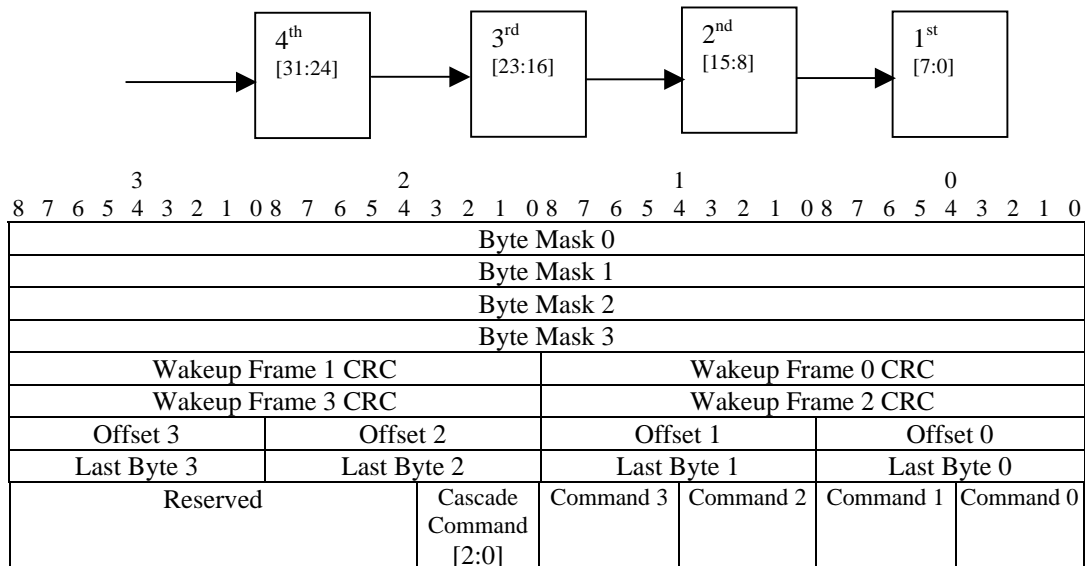 4th 3rd 2nd 1st
[31:24] [23:16] [15:8] [7:0]
3 2 1 0
8 7 6 5 4 3 2 1 0 8 7 6 5 4 3 2 1 0 8 7 6 5 4 3 2 1 0 8 7 6 5 4 3 2 1 0
Byte Mask 0
Byte Mask 1
Byte Mask 2
Byte Mask 3
Wakeup Frame 1 CRC Wakeup Frame 0 CRC
Wakeup Frame 3 CRC Wakeup Frame 2 CRC
Offset 3 Offset 2 Offset 1 Offset 0
Last Byte 3 Last Byte 2 Last Byte 1 Last Byte 0
Reserved Cascade Command 3 Command 2 Command 1 Command 0
Command
[2:0]